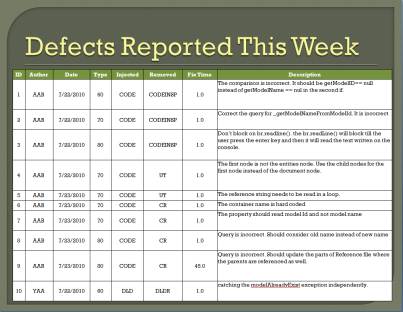 Defects Reported This Week
ID Author Date Type Injected Removed Fix Time Description
1 AAB 7/22/2010 60 CODE CODEINSP 1.0 The comparison is incorrect. It should be getModelID== null
instead of getModelName == null in the second if.
2 AAB 7/22/2010 70 CODE CODEINSP 1.0 Correct the query for _getModelNameFromModelId. It is incorrect
3 AAB 7/22/2010 80 CODE CODEINSP 1.0 Don't block on br.readline(). the br.readLine() will block till the
user press the enter key and then it will read the text written on the
console.
4 AAB 7/22/2010 70 CODE UT 1.0 The first node is not the entities node. Use the child nodes for the
first node instead of the document node.
5 AAB 7/22/2010 70 CODE UT 1.0 The reference string needs to be read in a loop.
6 AAB 7/22/2010 70 CODE CR 1.0 The container name is hard coded
7 AAB 7/22/2010 70 CODE CR 1.0 The property should read model Id and not model name
8 AAB 7/23/2010 80 CODE CR 1.0 Query is incorrect. Should consider old name instead of new name
9 AAB 7/23/2010 80 CODE CR 45.0 Query is incorrect. Should update the parts of Reference file where
the parents are referenced as well.
10 YAA 7/22/2010 60 DLD DLDR 1.0 catching the modelAlreadyExist exception independently.